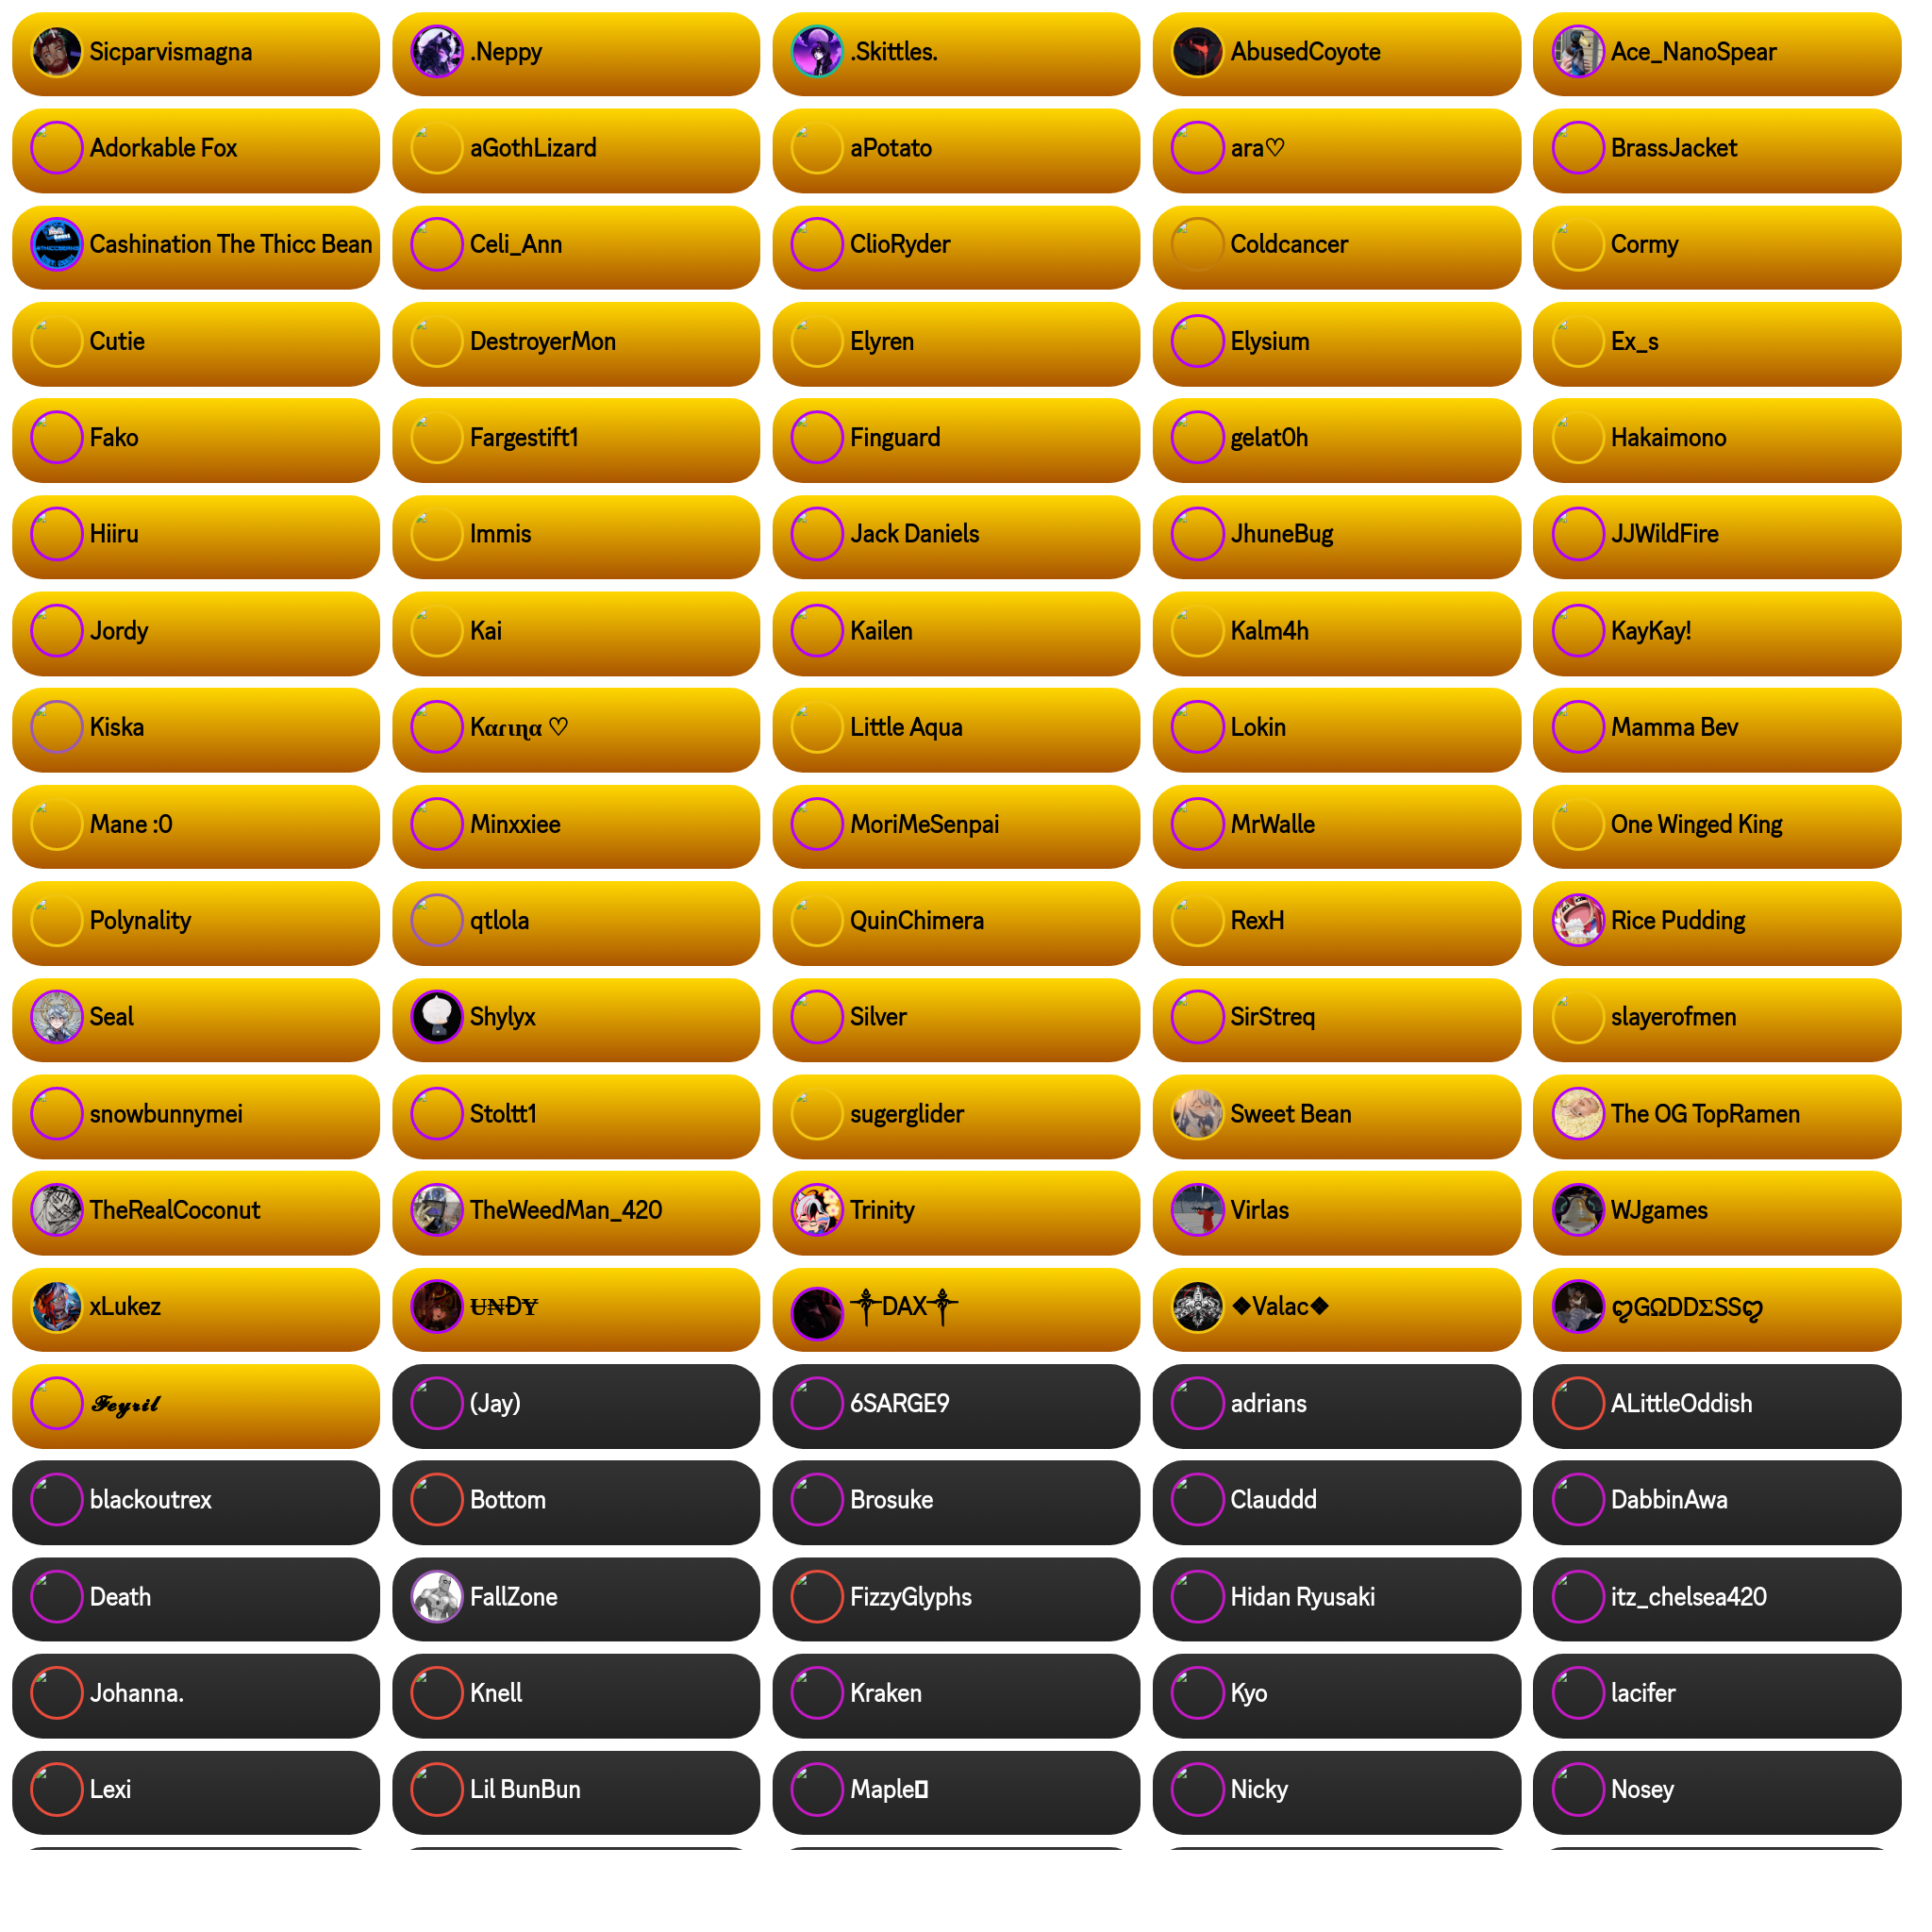 Sicparvismagna
.Neppy
.Skittles.
AbusedCoyote
Ace_NanoSpear
Adorkable Fox
aGothLizard
aPotato
ara♡
BrassJacket
Cashination The Thicc Bean
Celi_Ann
ClioRyder
Coldcancer
Cormy
Cutie
DestroyerMon
Elyren
Elysium
Ex_s
Fako
Fargestift1
Finguard
gelat0h
Hakaimono
Hiiru
Immis
Jack Daniels
JhuneBug
JJWildFire
Jordy
Kai
Kailen
Kalm4h
KayKay!
Kiska
Kαɾιɳα ♡
Little Aqua
Lokin
Mamma Bev
Mane :0
Minxxiee
MoriMeSenpai
MrWalle
One Winged King
Polynality
qtlola
QuinChimera
RexH
Rice Pudding
Seal
Shylyx
Silver
SirStreq
slayerofmen
snowbunnymei
Stoltt1
sugerglider
Sweet Bean
The OG TopRamen
TheRealCoconut
TheWeedMan_420
Trinity
Virlas
WJgames
xLukez
U̶₦ĐɎ
༒DAX༒
❖Valac❖
ღGΩDDΣSSღ
𝓕𝓮𝔂𝓻𝓲𝓵
(Jay)
6SARGE9
adrians
ALittleOddish
blackoutrex
Bottom
Brosuke
Clauddd
DabbinAwa
Death
FallZone
FizzyGlyphs
Hidan Ryusaki
itz_chelsea420
Johanna.
Knell
Kraken
Kyo
lacifer
Lexi
Lil BunBun
Maple
Nicky
Nosey